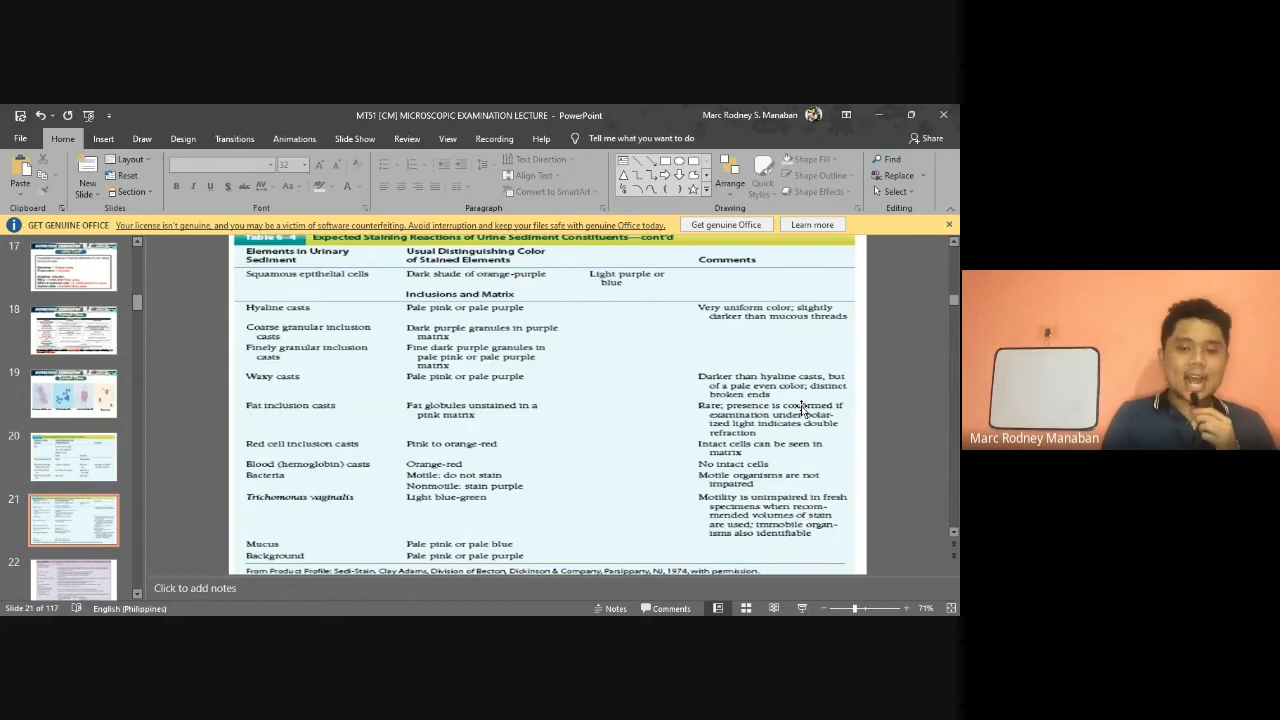 MT51 [CM] MICROSCOPIC EXAMINATION LECTURE - PowerPoint
Marc Rodney S. Manaban
File Home Insert Draw Design Transitions Animations Slide Show Review View Recording Help Tell me what you want to do
Share
Paste
New
Slide
Layout
Reset
Section
32
Text Direction
Align Text
Convert to SmartArt
Arrange
Quick
Styles
Shape Fill
Shape Outline
Shape Effects
Find
Replace
Select
Clipboard Slides Font Paragraph Drawing Editing
GET GENUINE OFFICE Your license isn't genuine, and you may be a victim of software counterfeiting. Avoid interruption and keep your files safe with genuine Office today. Get genuine Office Learn more
17
18
19
20
21
22
Table 6–4 Expected Staining Reactions of Urine Sediment Constituents—cont'd
Elements in Urinary
Sediment
Usual Distinguishing Color
of Stained Elements
Comments
Squamous epithelial cells
Dark shade of orange-purple
Light purple or
blue
Inclusions and Matrix
Hyaline casts
Pale pink or pale purple
Very uniform color; slightly
darker than mucous threads
Coarse granular inclusion
casts
Dark purple granules in purple
matrix
Finely granular inclusion
casts
Fine dark purple granules in
pale pink or pale purple
matrix
Waxy casts
Pale pink or pale purple
Darker than hyaline casts, but
of a pale even color; distinct
broken ends
Fat inclusion casts
Fat globules unstained in a
pink matrix
Rare; presence is confirmed if
examination under polar-
ized light indicates double
refraction
Red cell inclusion casts
Pink to orange-red
Intact cells can be seen in
matrix
Blood (hemoglobin) casts
Orange-red
No intact cells
Bacteria
Motile: do not stain
Nonmotile: stain purple
Motile organisms are not
impaired
Trichomonas vaginalis
Light blue-green
Motility is unimpaired in fresh
specimens when recom-
mended volumes of stain
are used; immobile organ-
isms also identifiable
Mucus
Pale pink or pale blue
Background
Pale pink or pale purple
From Product Profile: Sedi-Stain, Clay Adams, Division of Becton, Dickinson & Company, Parsippany, NJ, 1974, with permission.
Click to add notes
Slide 21 of 117 English (Philippines) Notes Comments 71%
Marc Rodney Manaban